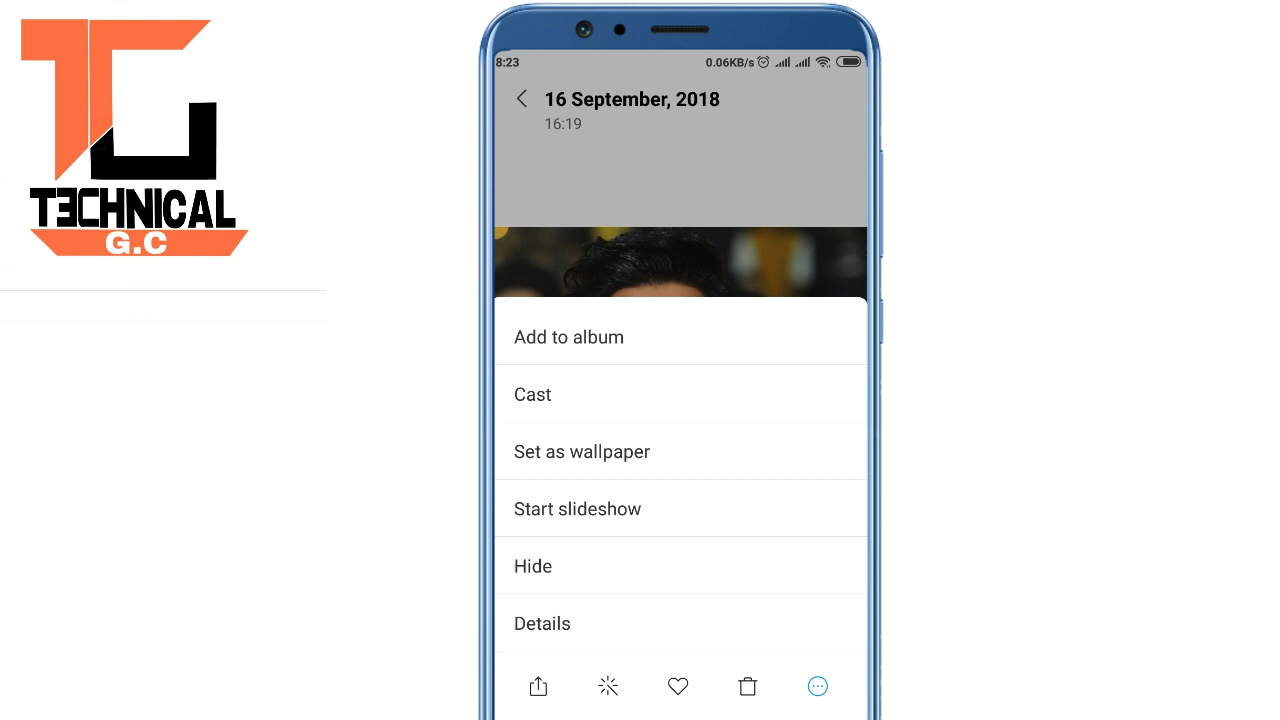 TECHNICAL
G.C
8:23
0.06KB/s
16 September, 2018
16:19
Add to album
Cast
Set as wallpaper
Start slideshow
Hide
Details